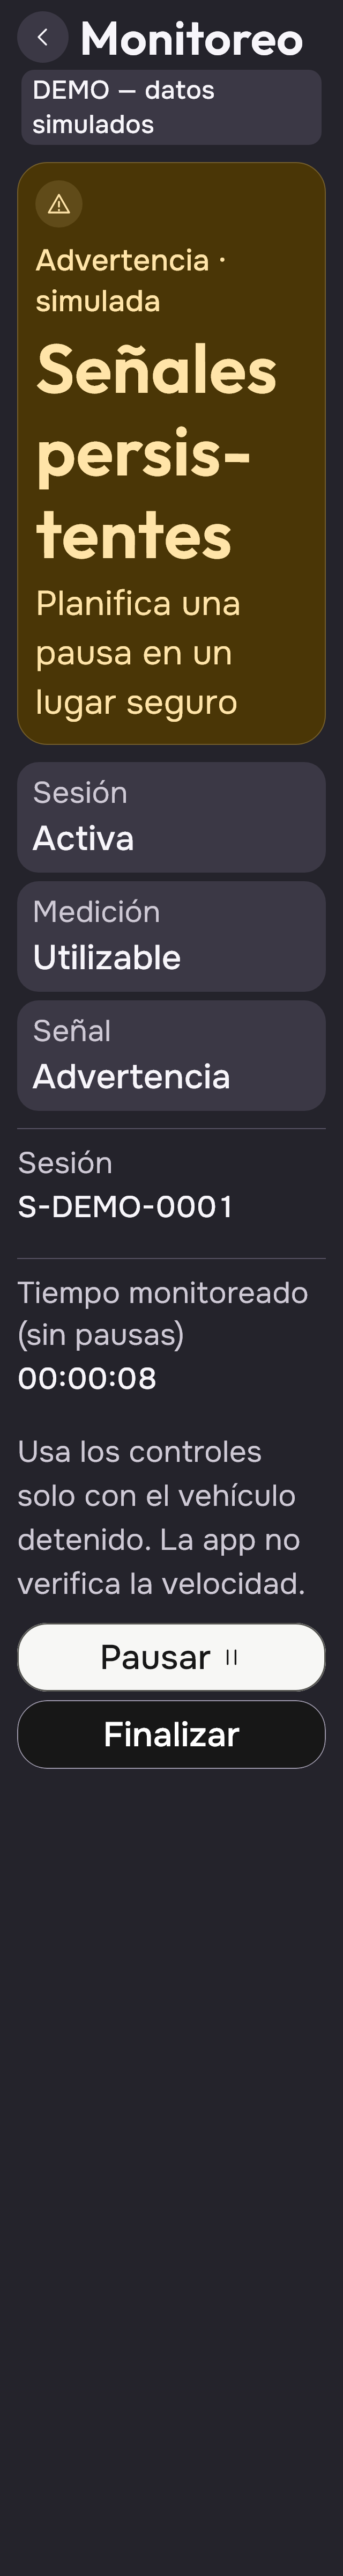 Monitoreo
DEMO — datos
simulados
Advertencia ·
simulada
Señales
persis-
tentes
Planifica una
pausa en un
lugar seguro
Sesión
Activa
Medición
Utilizable
Señal
Advertencia
Sesión
S-DEMO-0001
Tiempo monitoreado
(sin pausas)
00:00:08
Usa los controles
solo con el vehículo
detenido. La app no
verifica la velocidad.
Pausar
Finalizar